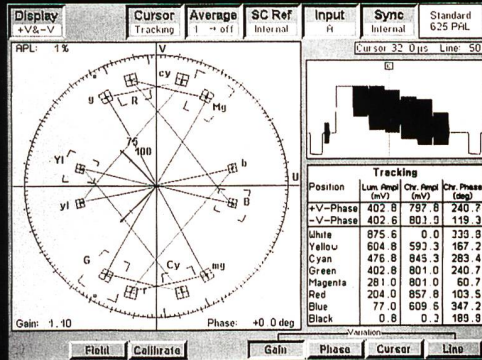 Display
+V&-V
Cursor
Tracking
Average
1 → off
SC Ref
Internal
Input
A
Sync
Internal
Standard
625 PAL
APL: 1%
Cursor 32.0 µs Line: 50
cy
g
R
Mg
75
100
Yl
yl
b
B
V
U
G
r
Cy
mg
Tracking
Position Lum. Ampl (mV) Chr. Ampl (mV) Chr. Phase (deg)
+V-Phase 402.8 797.8 240.7
-V-Phase 402.6 803.9 119.3
White 875.6 0.0 333.8
Yellow 604.8 593.3 167.2
Cyan 476.8 845.3 283.4
Green 402.8 801.0 240.7
Magenta 281.0 801.0 60.7
Red 204.0 857.8 103.5
Blue 77.0 609.6 347.2
Black 0.8 0.3 189.9
Gain: 1.10
Phase: +0.0 deg
Variation
Field
Calibrate
Gain
Phase
Cursor
Line